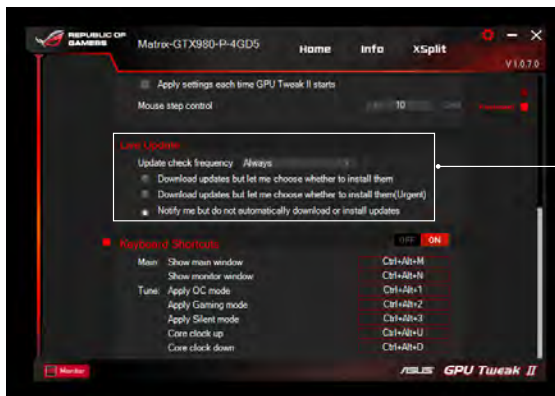 REPUBLIC OF
GAMERS
Matrix-GTX980-P-4GD5
Home
Info
XSplit
V1.0.7.0
Apply settings each time GPU Tweak II starts
Mouse step control
10
Live Update
Update check frequency Always
Download updates but let me choose whether to install them
Download updates but let me choose whether to install them(Urgent)
Notify me but do not automatically download or install updates
Keyboard Shortcuts
OFF ON
Main: Show main window Ctrl+Alt+M
Show monitor window Ctrl+Alt+N
Tune: Apply OC mode Ctrl+Alt+1
Apply Gaming mode Ctrl+Alt+2
Apply Silent mode Ctrl+Alt+3
Core clock up Ctrl+Alt+U
Core clock down Ctrl+Alt+D
Monitor
ASUS GPU Tweak II